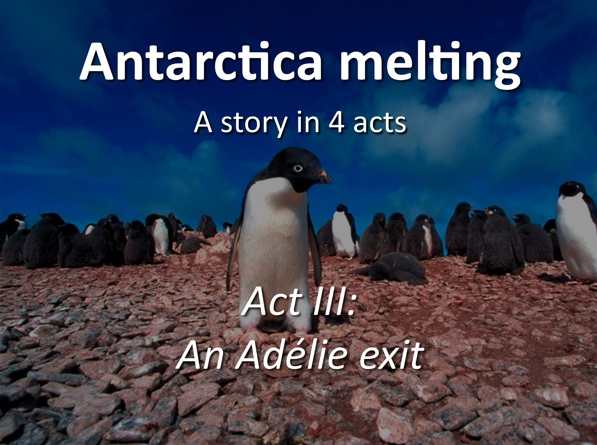 Antarctica melting
A story in 4 acts
Act III:
An Adélie exit